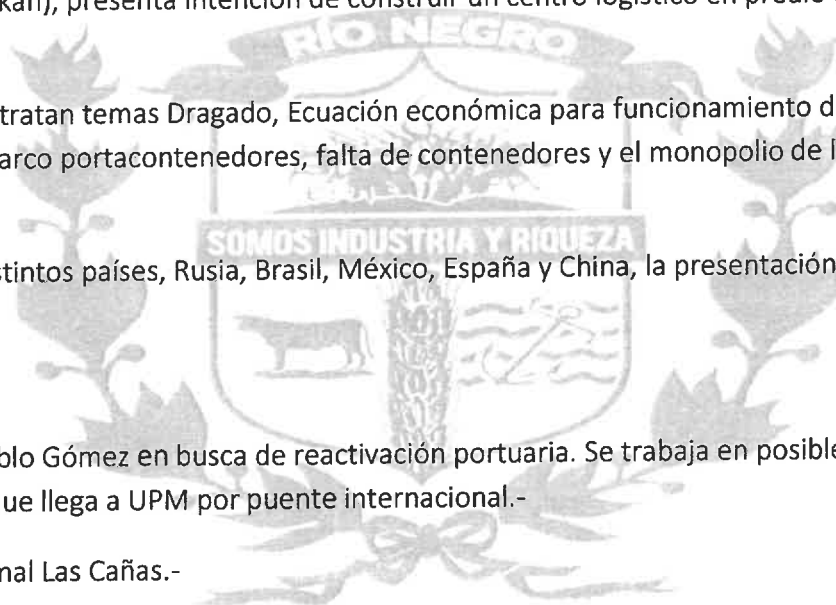 kan), presenta intención de construir un centro logístico en predio
RÍO NEGRO
tratan temas Dragado, Ecuación económica para funcionamiento d
arco portacontenedores, falta de contenedores y el monopolio de l
SOMOS INDUSTRIA Y RIQUEZA
stintos países, Rusia, Brasil, México, España y China, la presentación
blo Gómez en busca de reactivación portuaria. Se trabaja en posible
ue llega a UPM por puente internacional.-
nal Las Cañas.-